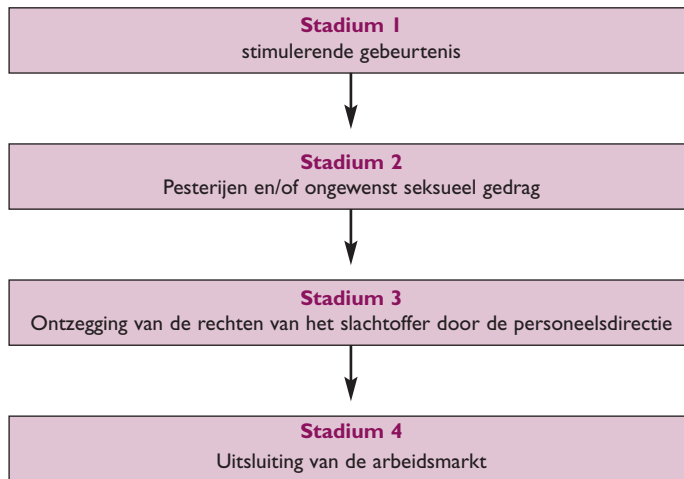 Stadium 1
stimulerende gebeurtenis
Stadium 2
Pesterijen en/of ongewenst seksueel gedrag
Stadium 3
Ontzegging van de rechten van het slachtoffer door de personeelsdirectie
Stadium 4
Uitsluiting van de arbeidsmarkt